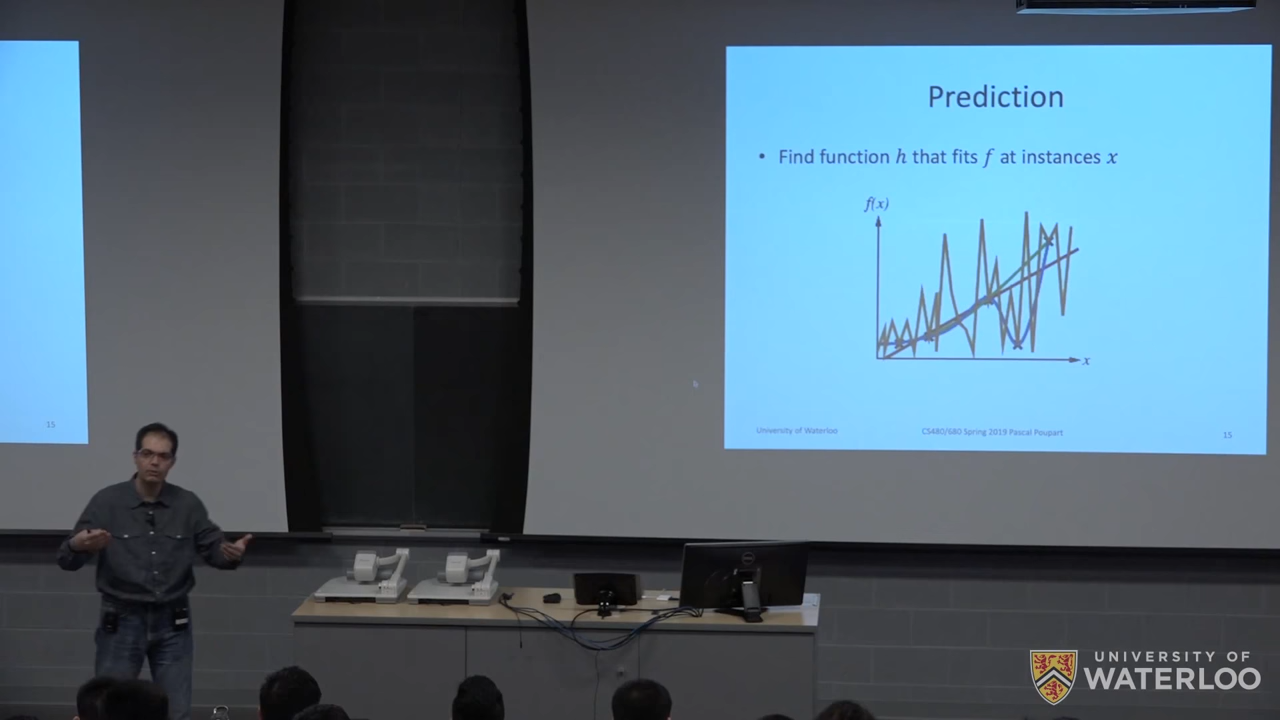 Prediction
• Find function h that fits f at instances x
f(x)
x
University of Waterloo
CS480/680 Spring 2019 Pascal Poupart
15
15
UNIVERSITY OF
WATERLOO